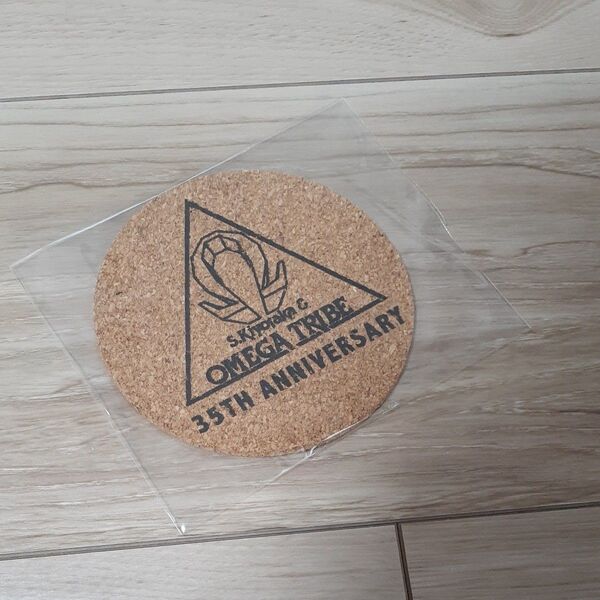 S.Kiyotaka &
OMEGA TRIBE
35TH ANNIVERSARY